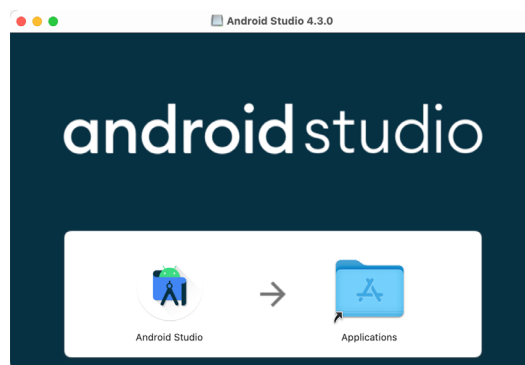 Android Studio 4.3.0
android studio
Android Studio
Applications